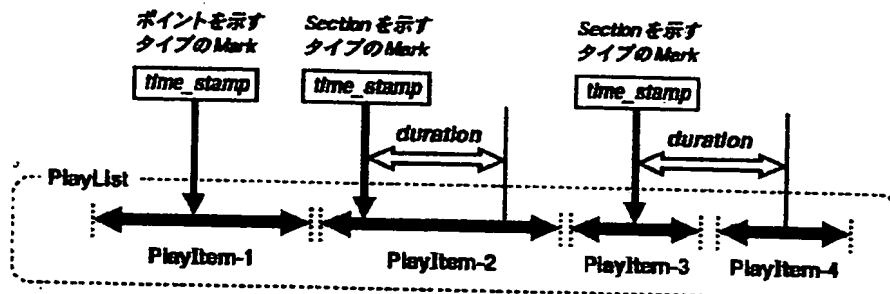 ポイントを示す
タイプのMark
time_stamp
Sectionを示す
タイプのMark
time_stamp
Sectionを示す
タイプのMark
time_stamp
duration
duration
PlayList
PlayItem-1
PlayItem-2
PlayItem-3
PlayItem-4